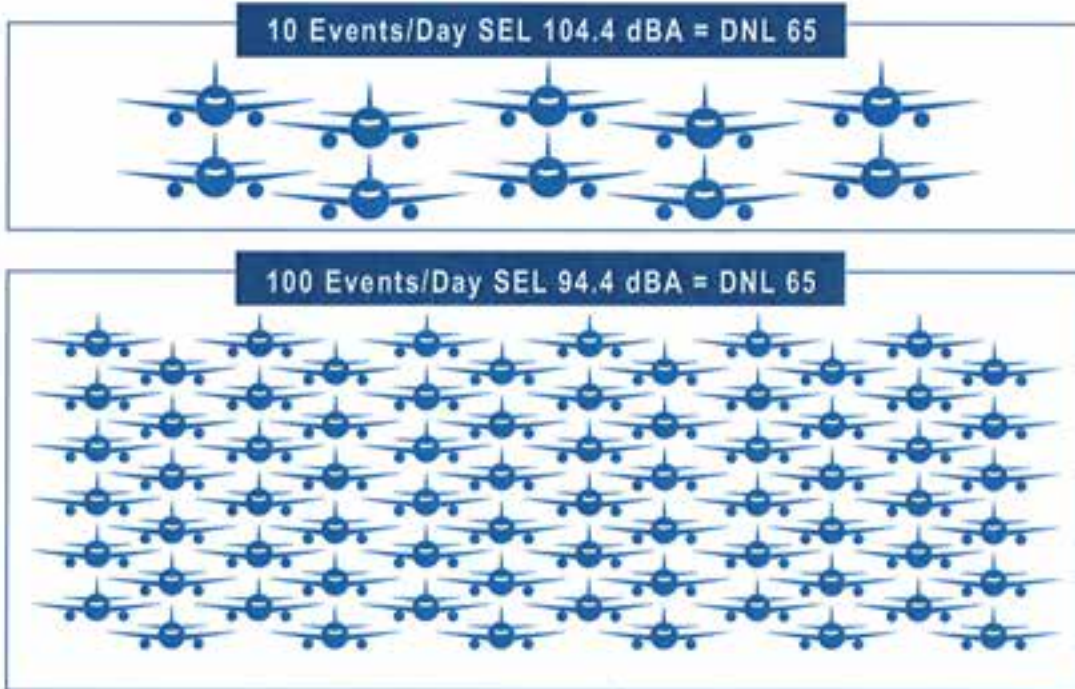 10 Events/Day SEL 104.4 dBA = DNL 65
100 Events/Day SEL 94.4 dBA = DNL 65